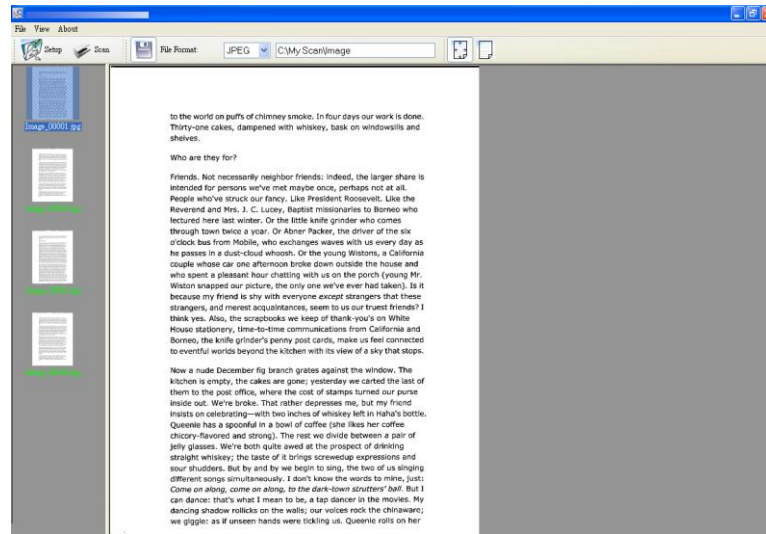 File View About
Setup Scan File Format JPEG C:\My Scan\Image
Image_00001.jpg
to the world on puffs of chimney smoke. In four days our work is done.
Thirty-one cakes, dampened with whiskey, bask on windowsills and
shelves.
Who are they for?
Friends. Not necessarily neighbor friends: indeed, the larger share is
intended for persons we've met maybe once, perhaps not at all.
People who've struck our fancy. Like President Roosevelt. Like the
Reverend and Mrs. J. C. Lucey, Baptist missionaries to Borneo who
lectured here last winter. Or the little knife grinder who comes
through town twice a year. Or Abner Packer, the driver of the six
o'clock bus from Mobile, who exchanges waves with us every day as
he passes in a dust-cloud whoosh. Or the young Wistons, a California
couple whose car one afternoon broke down outside the house and
who spent a pleasant hour chatting with us on the porch (young Mr.
Wiston snapped our picture, the only one we've ever had taken). Is it
because my friend is shy with everyone except strangers that these
strangers, and merest acquaintances, seem to us our truest friends? I
think yes. Also, the scrapbooks we keep of thank-you's on White
House stationery, time-to-time communications from California and
Borneo, the knife grinder's penny post cards, make us feel connected
to eventful worlds beyond the kitchen with its view of a sky that stops.
Now a nude December fig branch grates against the window. The
kitchen is empty, the cakes are gone; yesterday we carted the last of
them to the post office, where the cost of stamps turned our purse
inside out. We're broke. That rather depresses me, but my friend
insists on celebrating—with two inches of whiskey left in Haha's bottle.
Queenie has a spoonful in a bowl of coffee (she likes her coffee
chicory-flavored and strong). The rest we divide between a pair of
jelly glasses. We're both quite awed at the prospect of drinking
straight whiskey; the taste of it brings screwedup expressions and
sour shudders. But by and by we begin to sing, the two of us singing
different songs simultaneously. I don't know the words to mine, just:
Come on along, come on along, to the dark-town strutters' ball. But I
can dance: that's what I mean to be, a tap dancer in the movies. My
dancing shadow rollicks on the walls; our voices rock the chinaware;
we giggle: as if unseen hands were tickling us. Queenie rolls on her